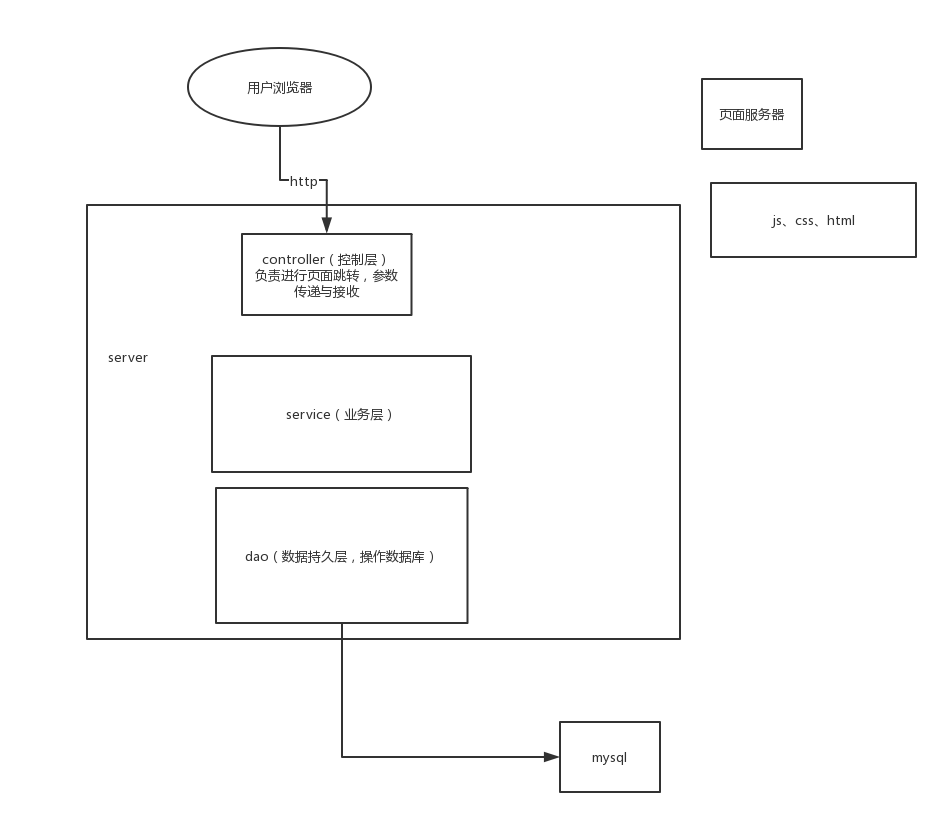 用户浏览器
页面服务器
http
js、css、html
controller（控制层）
负责进行页面跳转，参数
传递与接收
server
service（业务层）
dao（数据持久层，操作数据库）
mysql